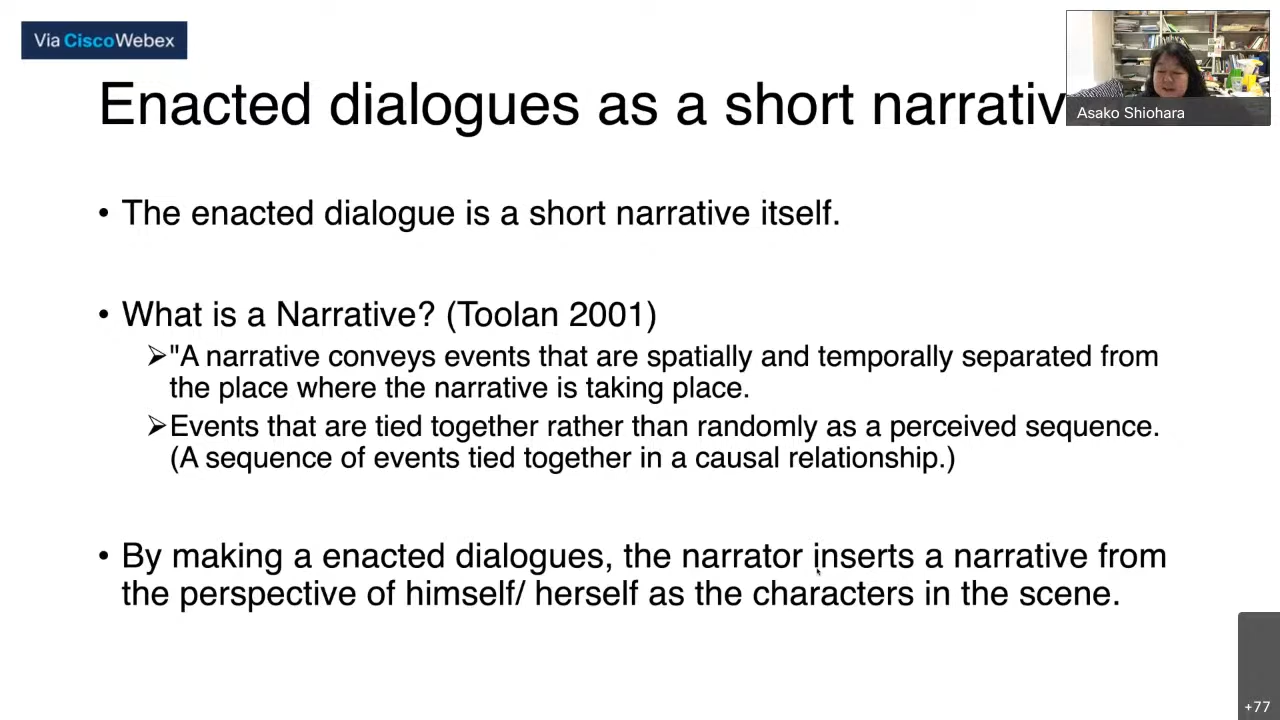 Via CiscoWebex
Enacted dialogues as a short narrativ
Asako Shiohara
• The enacted dialogue is a short narrative itself.
• What is a Narrative? (Toolan 2001)
➢"A narrative conveys events that are spatially and temporally separated from
the place where the narrative is taking place.
➢Events that are tied together rather than randomly as a perceived sequence.
(A sequence of events tied together in a causal relationship.)
• By making a enacted dialogues, the narrator inserts a narrative from
the perspective of himself/ herself as the characters in the scene.
+77